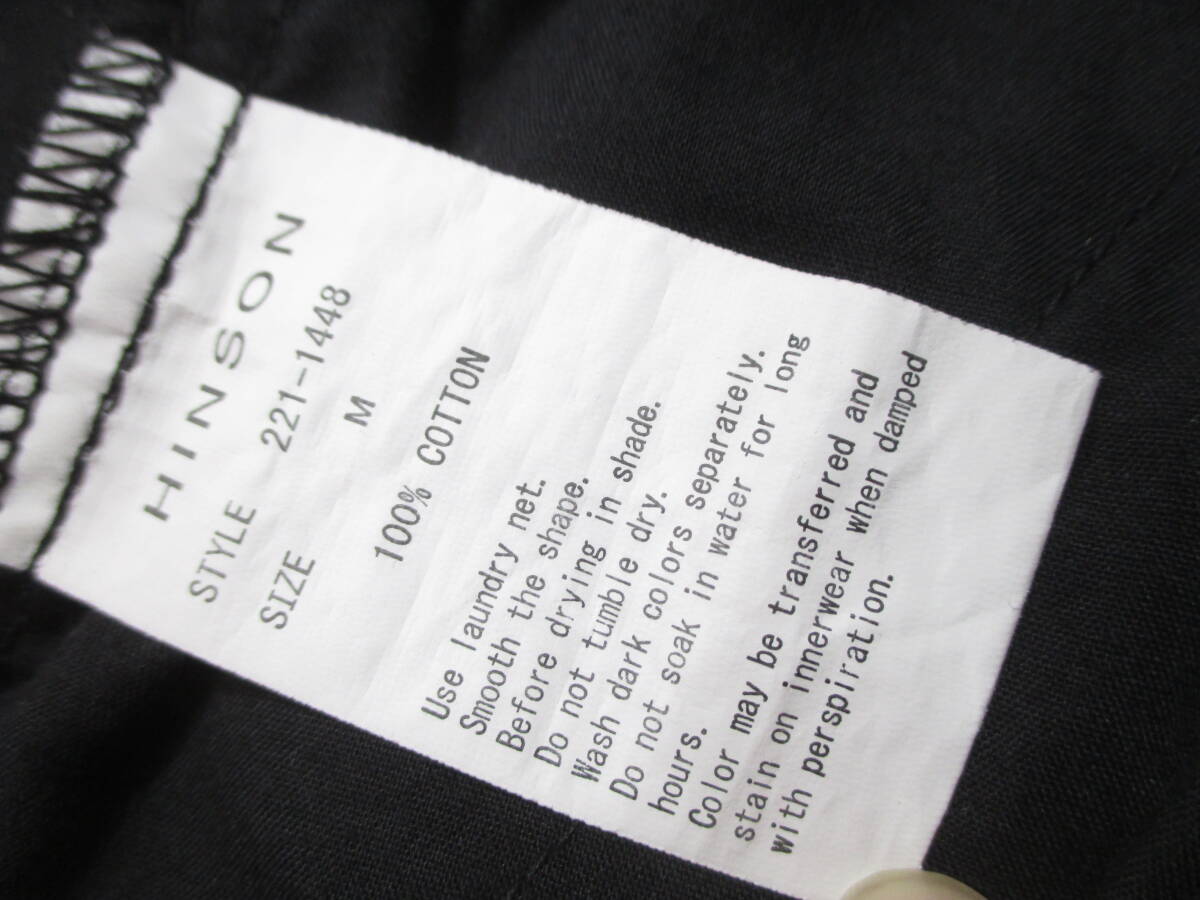 HINSON
STYLE 221-1448
SIZE M
100% COTTON
Use laundry net.
Smooth the shape.
Before drying in shade.
Do not tumble dry.
Wash dark colors separately.
Do not soak in water for long
hours.
Color may be transferred and
stain on innerwear when damped
with perspiration.